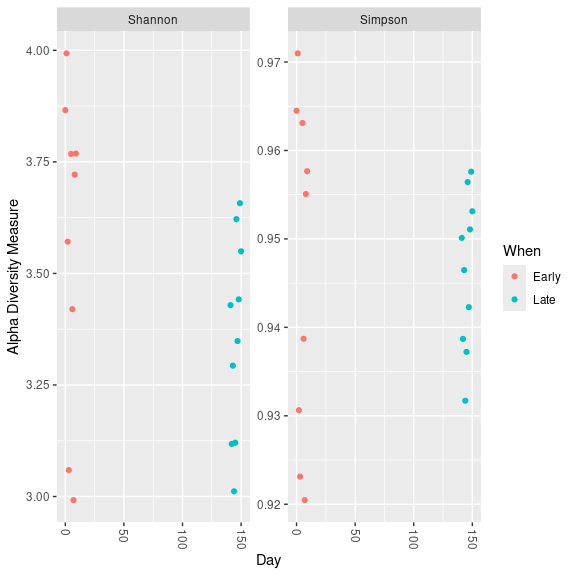 Shannon
Simpson
4.00
3.75
3.50
3.25
3.00
0.97
0.96
0.95
0.94
0.93
0.92
0
50
100
150
0
50
100
150
Alpha Diversity Measure
Day
When
Early
Late